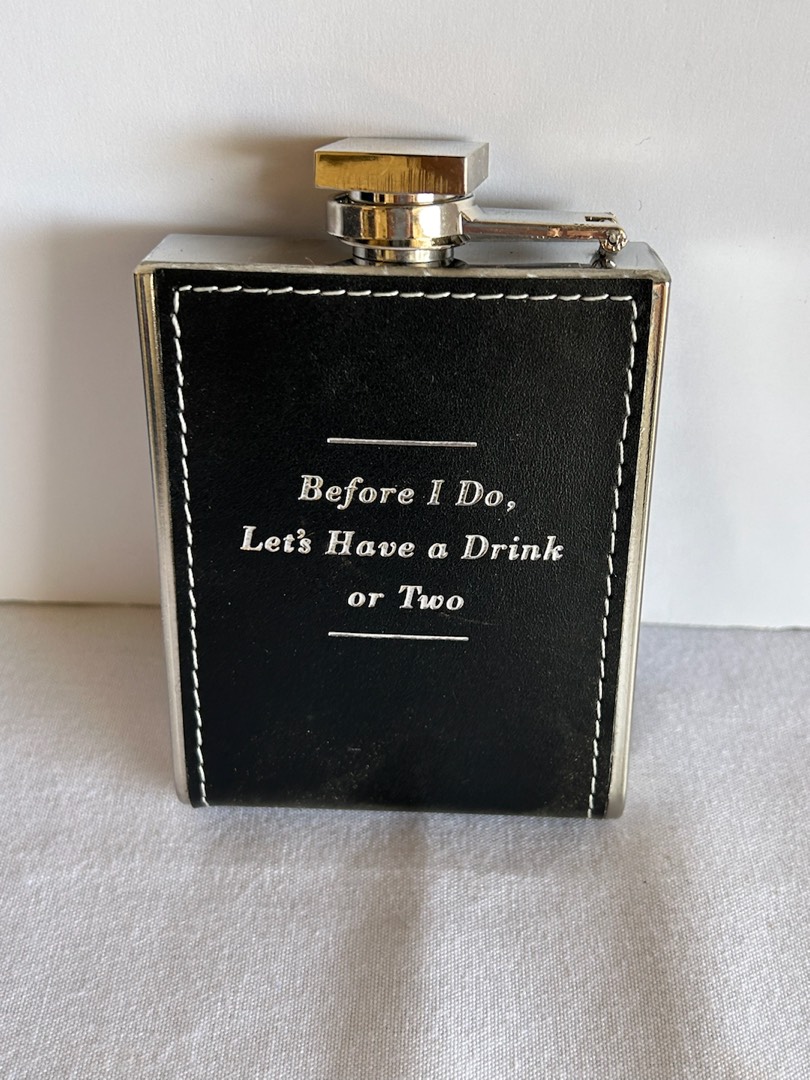 Before I Do,
Let's Have a Drink
or Two